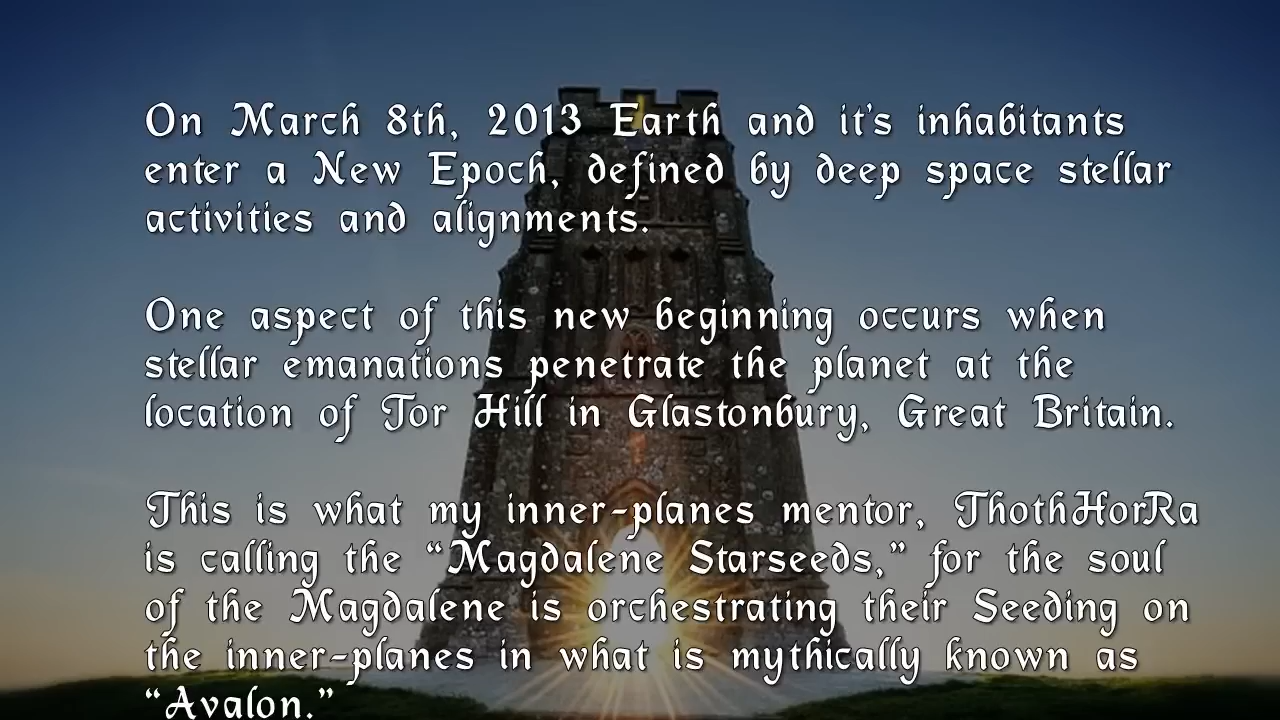 On March 8th, 2013 Earth and it's inhabitants
enter a New Epoch, defined by deep space stellar
activities and alignments.
One aspect of this new beginning occurs when
stellar emanations penetrate the planet at the
location of Tor Hill in Glastonbury, Great Britain.
This is what my inner-planes mentor, ThothHorRa
is calling the “Magdalene Starseeds,” for the soul
of the Magdalene is orchestrating their Seeding on
the inner-planes in what is mythically known as
“Avalon.”